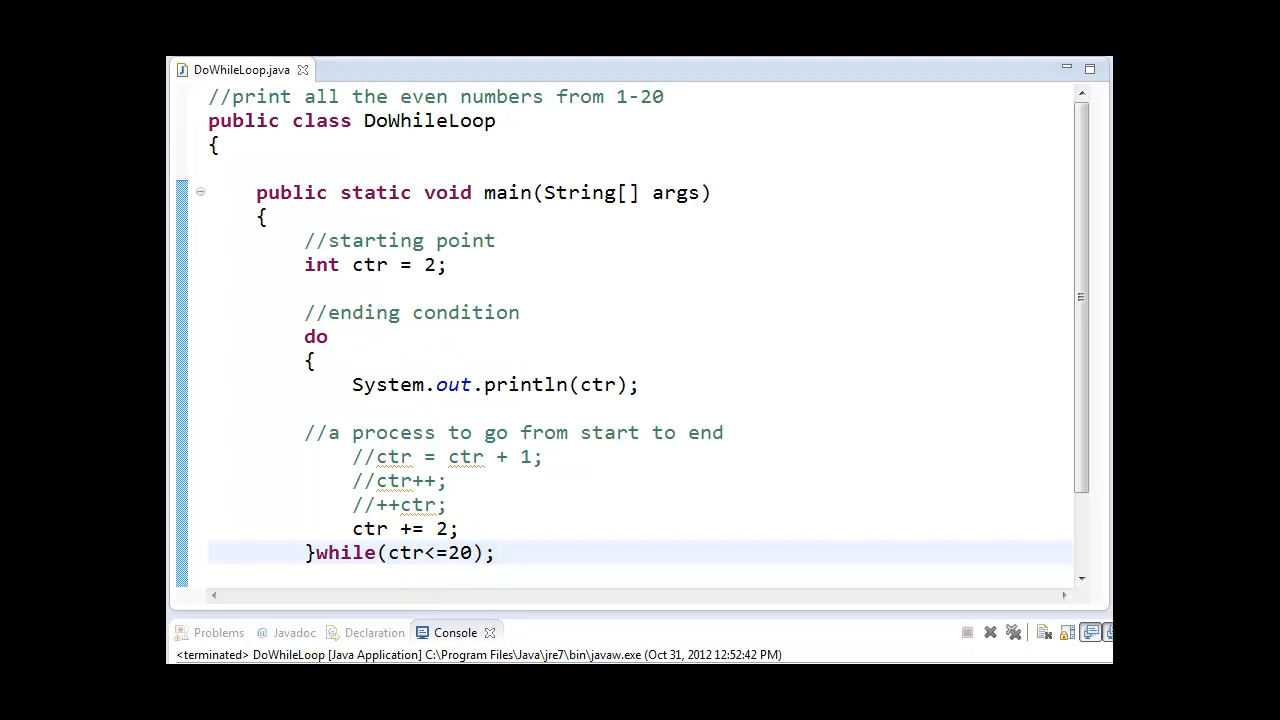 DoWhileLoop.java
//print all the even numbers from 1-20
public class DoWhileLoop
{
public static void main(String[] args)
{
//starting point
int ctr = 2;
//ending condition
do
{
System.out.println(ctr);
//a process to go from start to end
//ctr = ctr + 1;
//ctr++;
//++ctr;
ctr += 2;
}while(ctr<=20);
Problems @ Javadoc Declaration Console
<terminated> DoWhileLoop [Java Application] C:\Program Files\Java\jre7\bin\javaw.exe (Oct 31, 2012 12:52:42 PM)